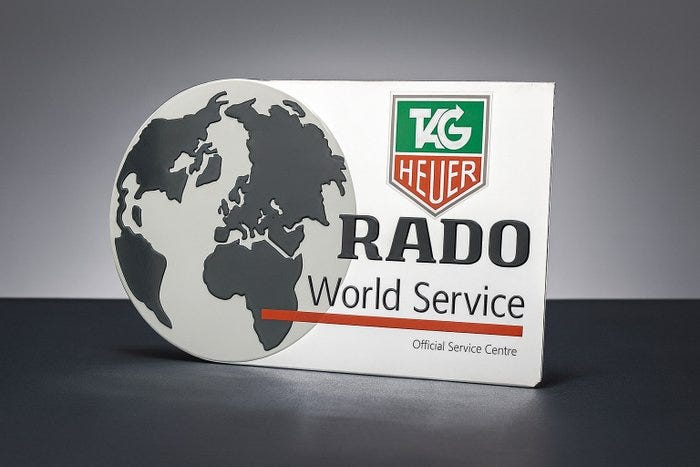 TAG
HEUER
RADO
World Service
Official Service Centre